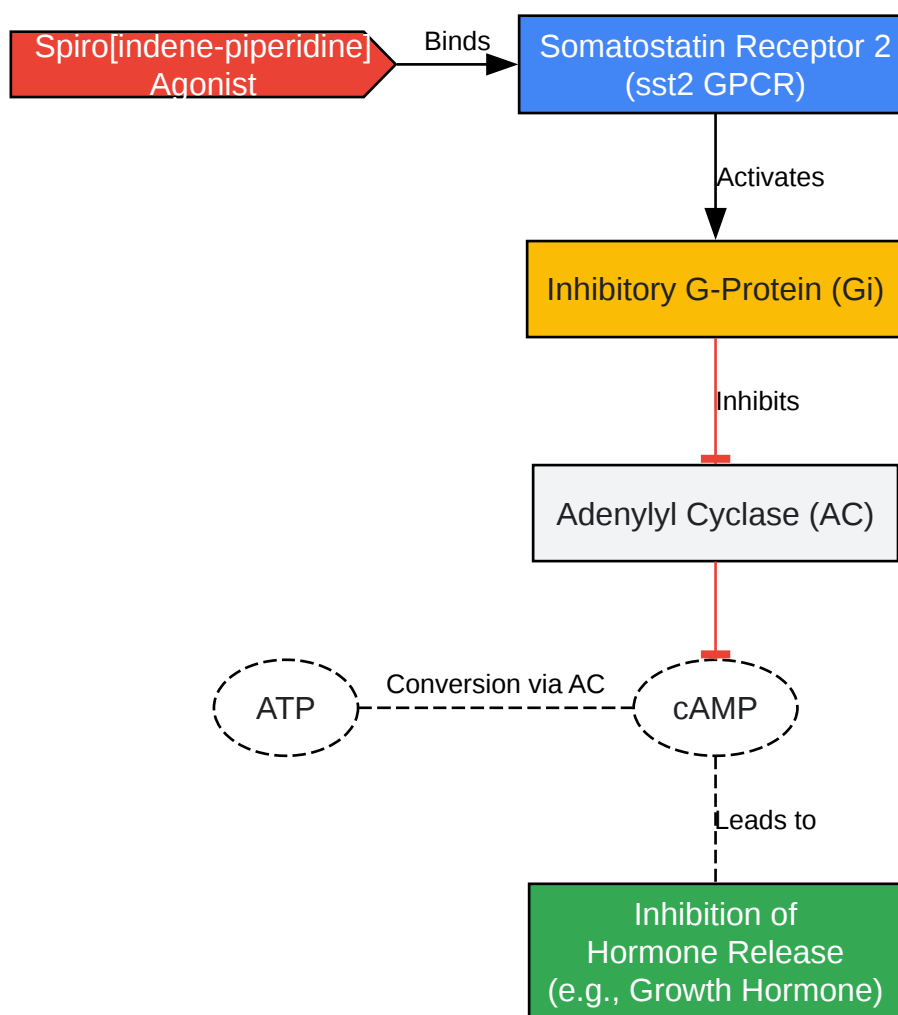 Spiro[indene-piperidine]
Agonist
Binds
Somatostatin Receptor 2
(sst2 GPCR)
Activates
Inhibitory G-Protein (Gi)
Inhibits
Adenylyl Cyclase (AC)
ATP
Conversion via AC
cAMP
Leads to
Inhibition of
Hormone Release
(e.g., Growth Hormone)